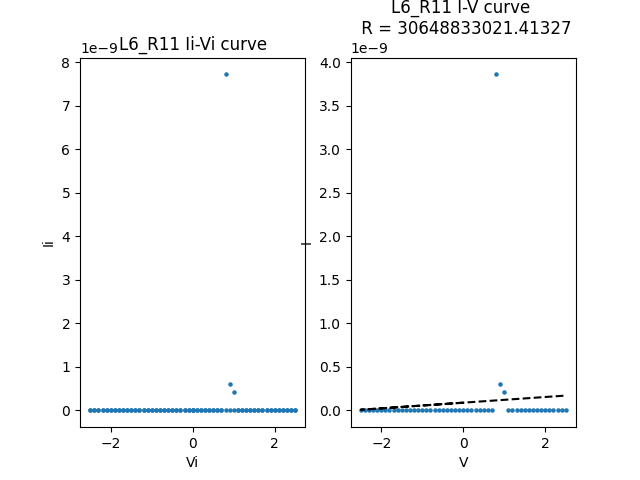 L6_R11 Ii-Vi curve
1e−9
8
7
6
5
4
3
2
1
0
Ii
−2
0
2
Vi
L6_R11 I-V curve
R = 30648833021.41327
1e−9
4.0
3.5
3.0
2.5
2.0
1.5
1.0
0.5
0.0
I
−2
0
2
V